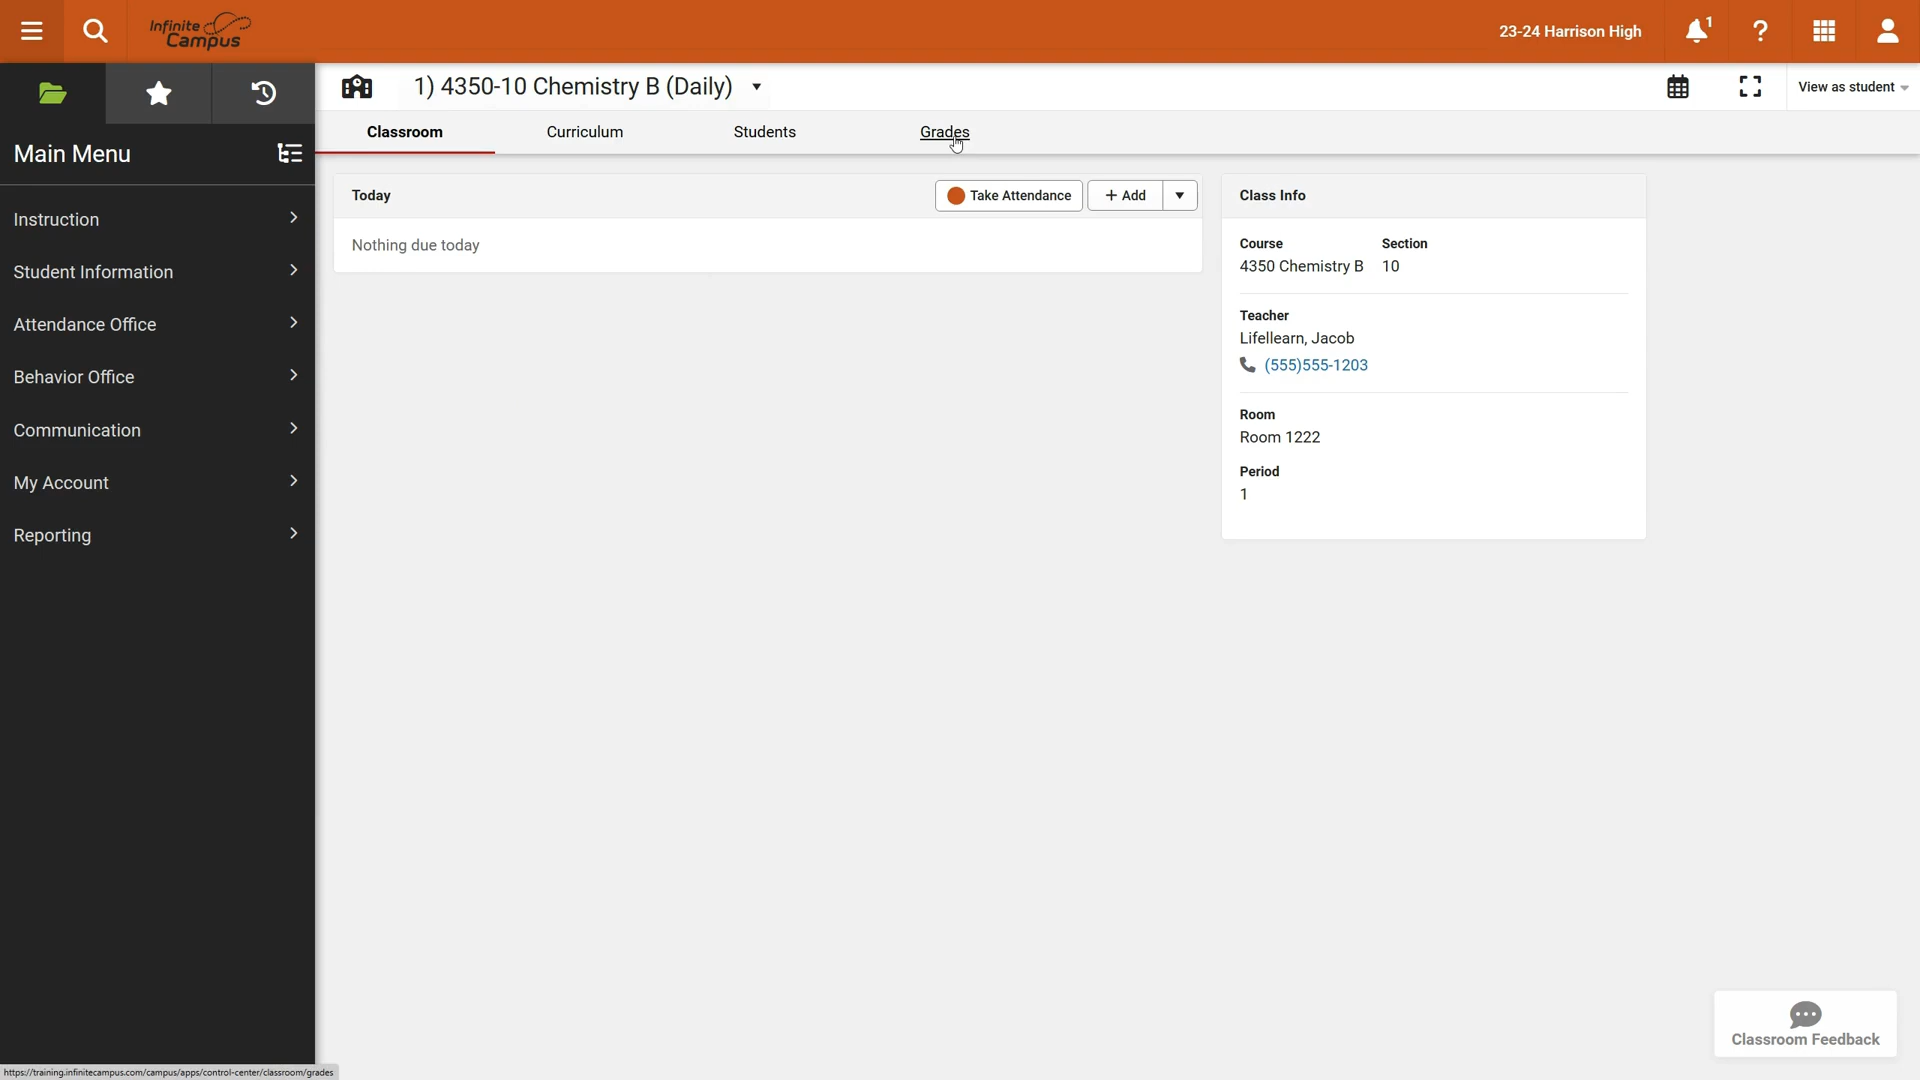 Infinite Campus
23-24 Harrison High
1
?
1) 4350-10 Chemistry B (Daily)
View as student
Main Menu
Classroom
Curriculum
Students
Grades
Instruction
Student Information
Attendance Office
Behavior Office
Communication
My Account
Reporting
Today
Take Attendance
+ Add
Nothing due today
Class Info
Course
Section
4350 Chemistry B
10
Teacher
Lifellearn, Jacob
(555)555-1203
Room
Room 1222
Period
1
Classroom Feedback
https://training.infinitecampus.com/campus/apps/control-center/classroom/grades